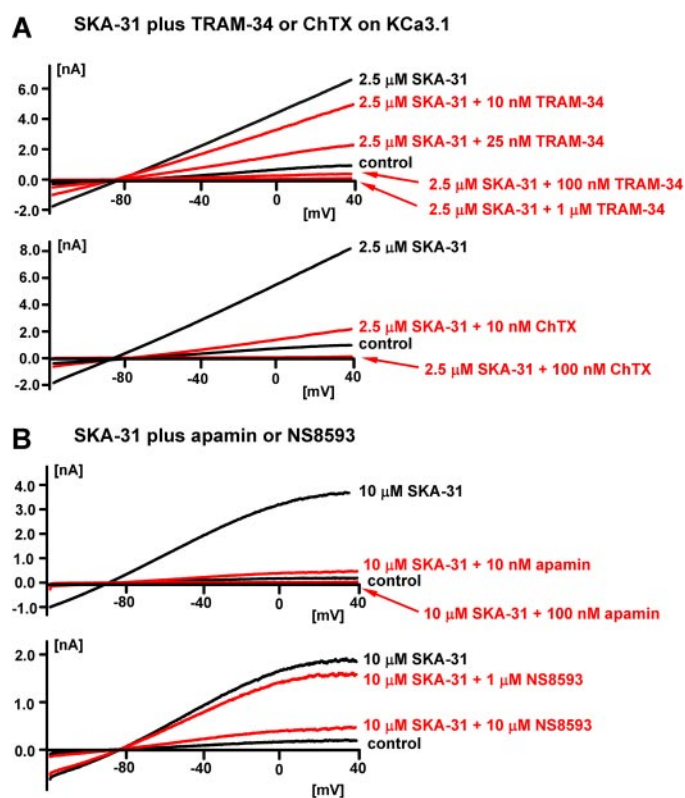 A SKA-31 plus TRAM-34 or ChTX on KCa3.1
[nA]
6.0
4.0
2.0
0.0
-2.0
-80
-40
0
40
[mV]
2.5 μM SKA-31
2.5 μM SKA-31 + 10 nM TRAM-34
2.5 μM SKA-31 + 25 nM TRAM-34
control
2.5 μM SKA-31 + 100 nM TRAM-34
2.5 μM SKA-31 + 1 μM TRAM-34
[nA]
8.0
6.0
4.0
2.0
0.0
-2.0
-80
-40
0
40
[mV]
2.5 μM SKA-31
2.5 μM SKA-31 + 10 nM ChTX
control
2.5 μM SKA-31 + 100 nM ChTX
B SKA-31 plus apamin or NS8593
[nA]
4.0
3.0
2.0
1.0
0.0
-1.0
-80
-40
0
40
[mV]
10 μM SKA-31
10 μM SKA-31 + 10 nM apamin
control
10 μM SKA-31 + 100 nM apamin
[nA]
2.0
1.0
0.0
-80
-40
0
40
[mV]
10 μM SKA-31
10 μM SKA-31 + 1 μM NS8593
10 μM SKA-31 + 10 μM NS8593
control